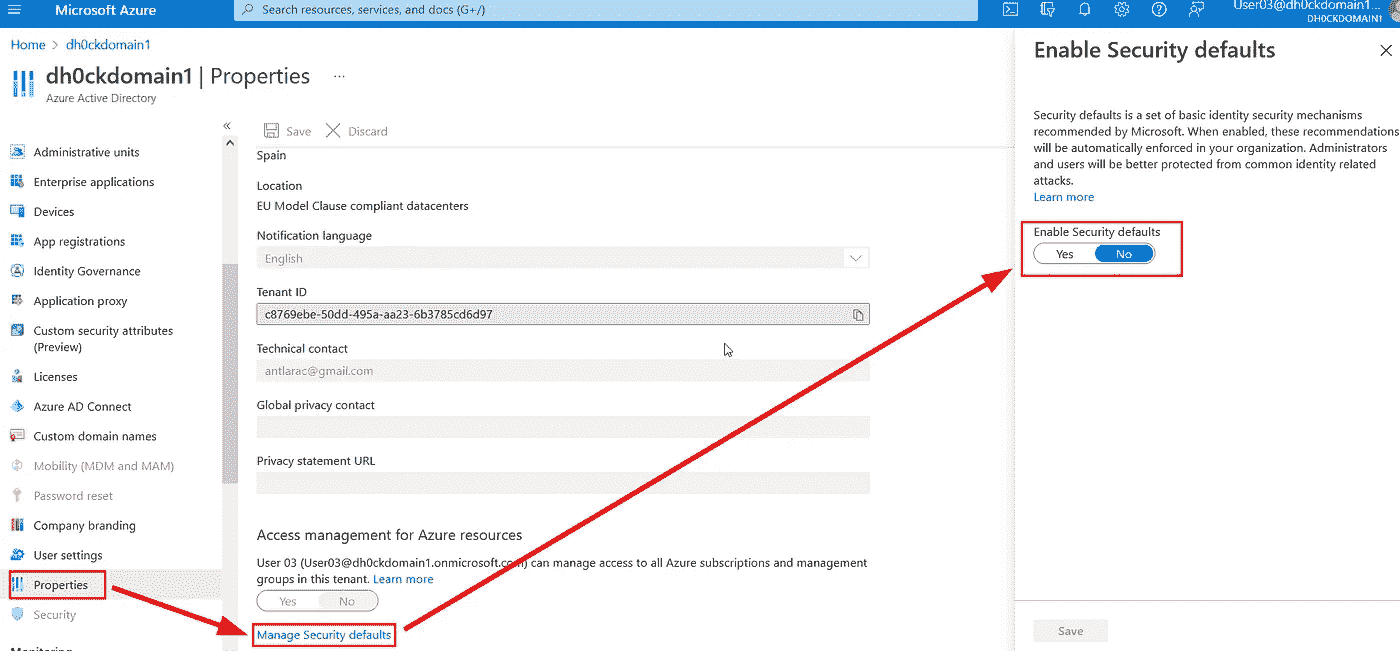 Microsoft Azure
Search resources, services, and docs (G+/)
User03@dh0ckdomain1...
DH0CKDOMAIN1
Home > dh0ckdomain1
dh0ckdomain1 | Properties ...
Azure Active Directory
«
Administrative units
Enterprise applications
Devices
App registrations
Identity Governance
Application proxy
Custom security attributes
(Preview)
Licenses
Azure AD Connect
Custom domain names
Mobility (MDM and MAM)
Password reset
Company branding
User settings
Properties
Security
Monitoring
Save Discard
Spain
Location
EU Model Clause compliant datacenters
Notification language
English
Tenant ID
c8769ebe-50dd-495a-aa23-6b3785cd6d97
Technical contact
antlarac@gmail.com
Global privacy contact
Privacy statement URL
Access management for Azure resources
User 03 (User03@dh0ckdomain1.onmicrosoft.com) can manage access to all Azure subscriptions and management
groups in this tenant. Learn more
Yes No
Manage Security defaults
Enable Security defaults
Security defaults is a set of basic identity security mechanisms
recommended by Microsoft. When enabled, these recommendations
will be automatically enforced in your organization. Administrators
and users will be better protected from common identity related
attacks.
Learn more
Enable Security defaults
Yes No
Save